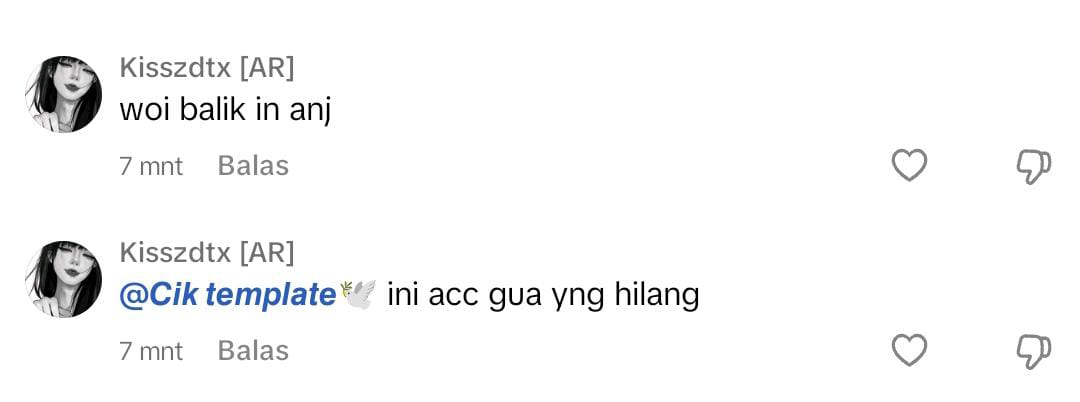 Kisszdtx [AR]
woi balik in anj
7 mnt Balas
Kisszdtx [AR]
@Cik template🕊️ ini acc gua yng hilang
7 mnt Balas